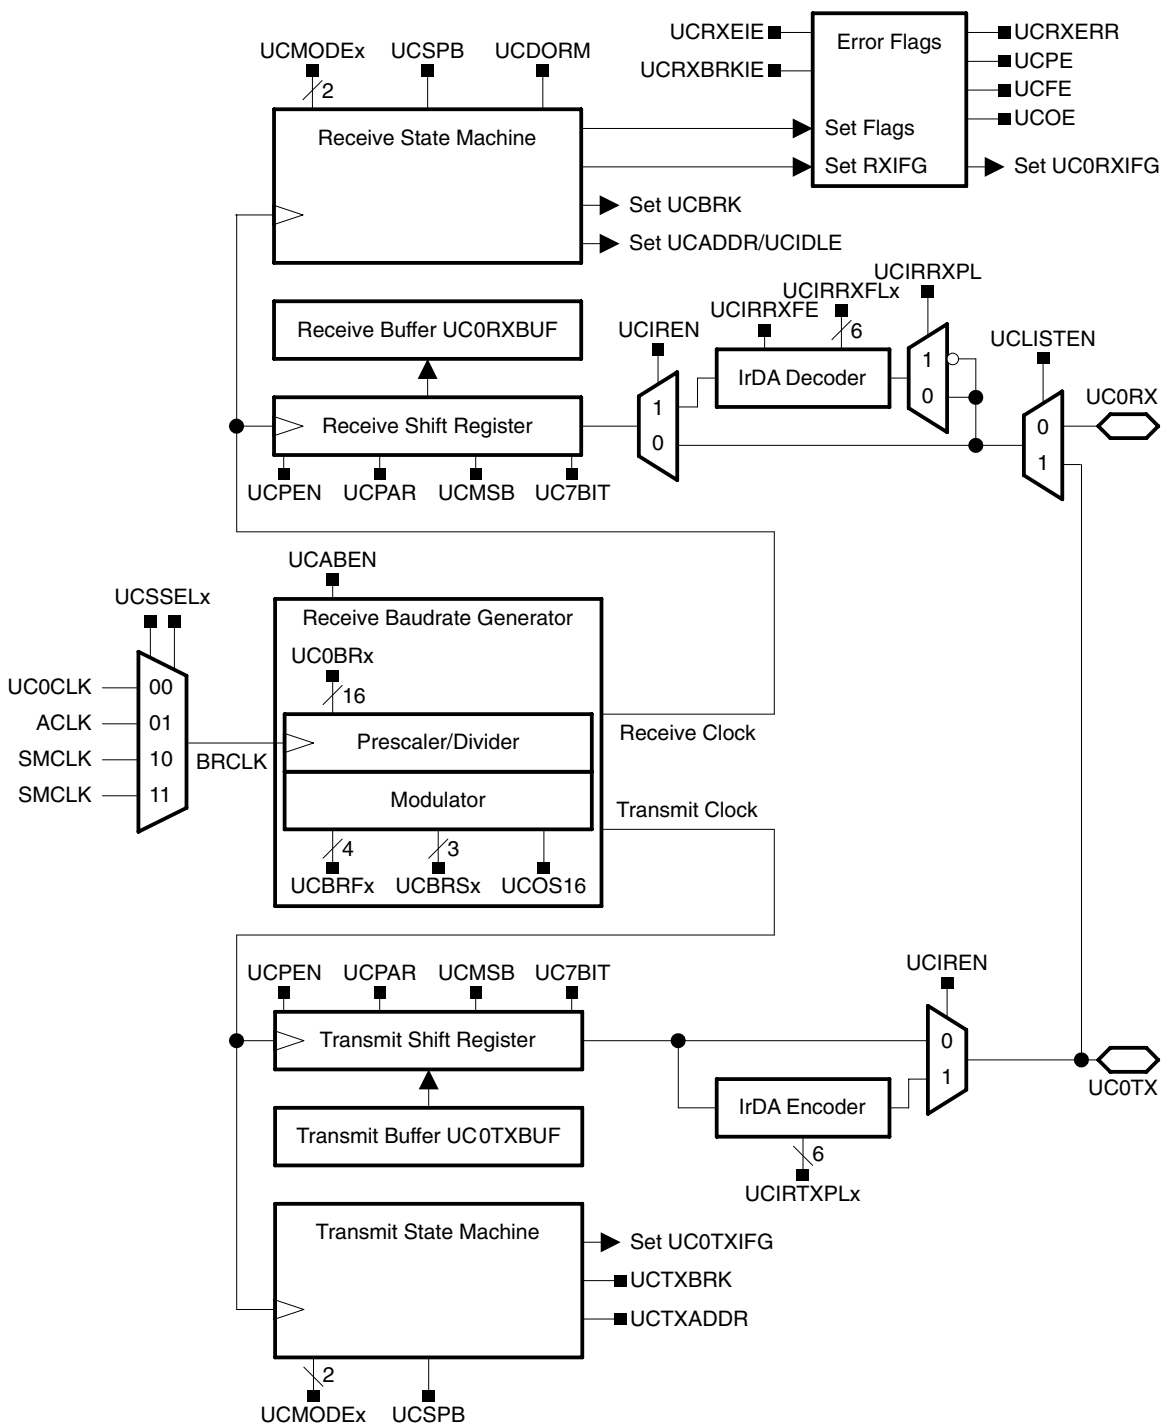 UCMODEx
UCSPB
UCDORM
2
Receive State Machine
UCRXEIE
UCRXBRKIE
Error Flags
Set Flags
Set RXIFG
UCRXERR
UCPE
UCFE
UCOE
Set UC0RXIFG
Set UCBRK
Set UCADDR/UCIDLE
Receive Buffer UC0RXBUF
Receive Shift Register
UCPEN
UCPAR
UCMSB
UC7BIT
UCIREN
1
0
UCIRRXFE
UCIRRXFLx
6
IrDA Decoder
UCIRRXPL
1
0
UCLISTEN
0
1
UC0RX
UCABEN
Receive Baudrate Generator
UCSSELx
UC0CLK
ACLK
SMCLK
SMCLK
00
01
10
11
BRCLK
UC0BRx
16
Prescaler/Divider
Modulator
4
3
UCBRFx
UCBRSx
UCOS16
Receive Clock
Transmit Clock
UCPEN
UCPAR
UCMSB
UC7BIT
Transmit Shift Register
Transmit Buffer UC0TXBUF
UCIREN
0
1
IrDA Encoder
6
UCIRTXPLx
UC0TX
Transmit State Machine
Set UC0TXIFG
UCTXBRK
UCTXADDR
2
UCMODEx
UCSPB